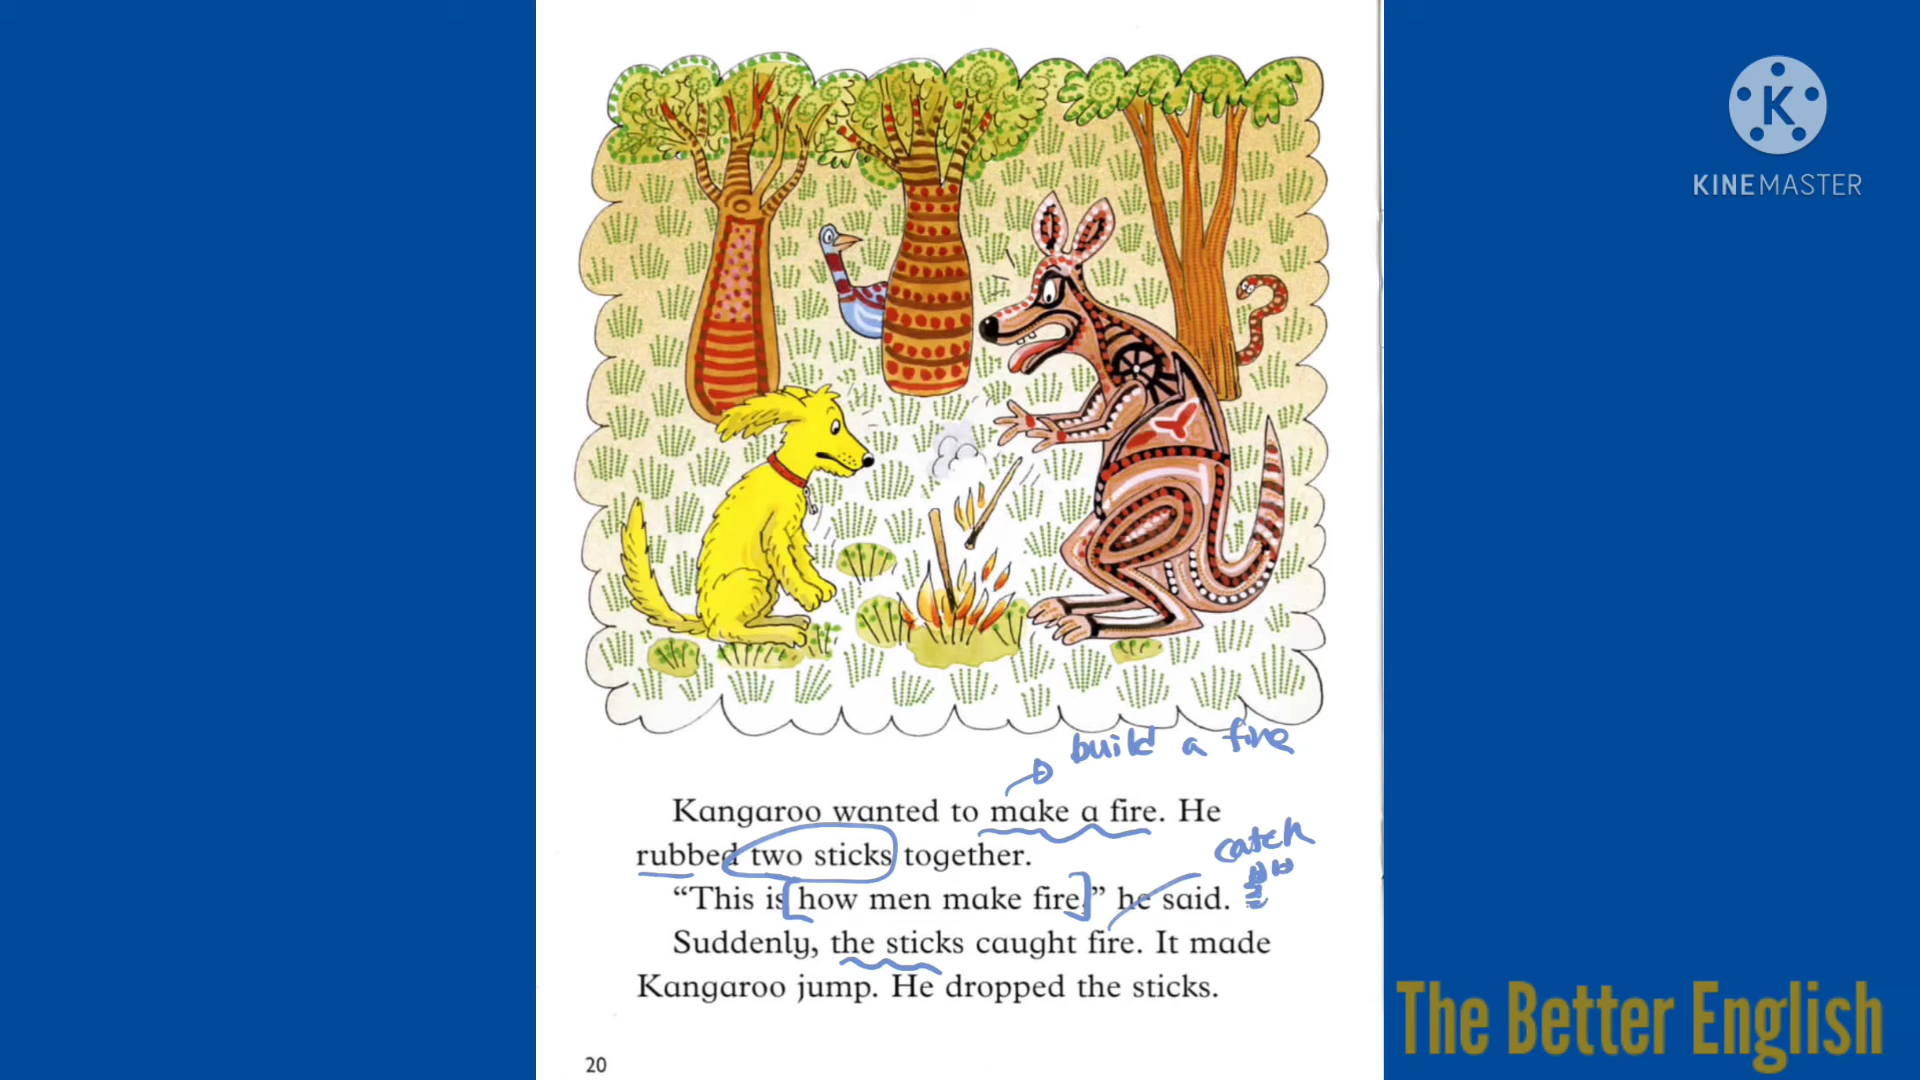 K
KINEMASTER
build a fire
Kangaroo wanted to make a fire. He
rubbed two sticks together.
catch
“This is how men make fire,” he said.
Suddenly, the sticks caught fire. It made
Kangaroo jump. He dropped the sticks.
The Better English
20